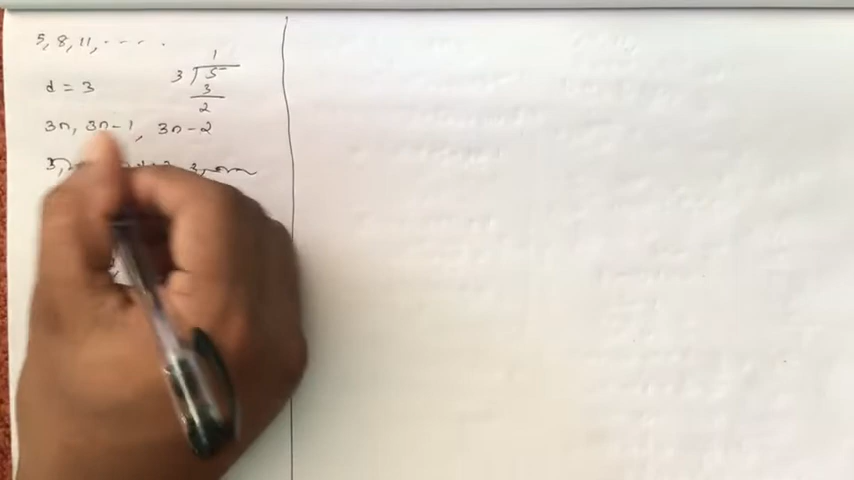 5, 8, 11, - - - .
d = 3
1
3 ) 5
3
2
3n, 3n-1, 3n-2